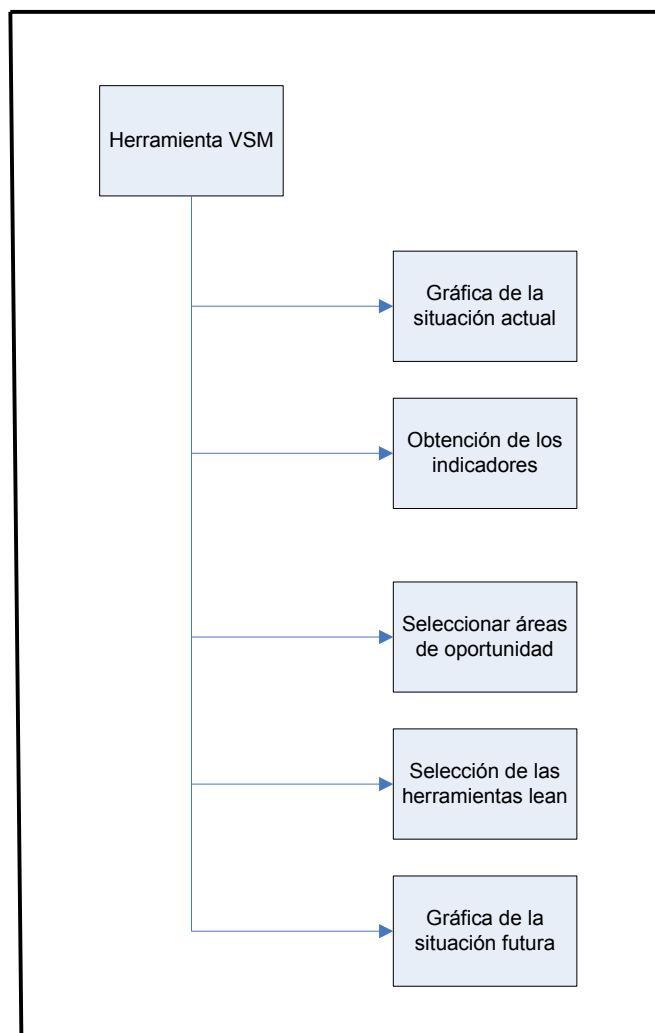 Herramienta VSM
Gráfica de la
situación actual
Obtención de los
indicadores
Seleccionar áreas
de oportunidad
Selección de las
herramientas lean
Gráfica de la
situación futura